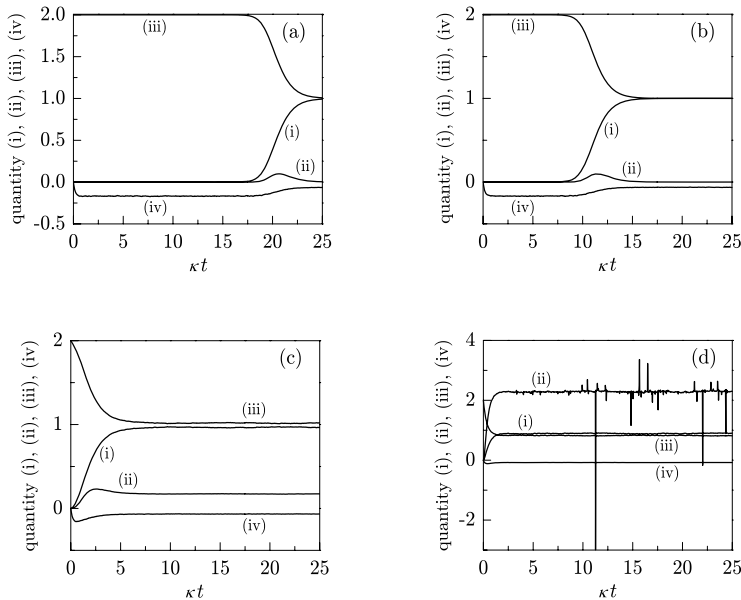 (a)
2.0
1.5
1.0
0.5
0.0
-0.5
(iii)
(i)
(ii)
(iv)
0 5 10 15 20 25
κt
quantity (i), (ii), (iii), (iv)
(b)
2
1
0
(iii)
(i)
(ii)
(iv)
0 5 10 15 20 25
κt
quantity (i), (ii), (iii), (iv)
(c)
2
1
0
(iii)
(i)
(ii)
(iv)
0 5 10 15 20 25
κt
quantity (i), (ii), (iii), (iv)
(d)
4
2
0
-2
(ii)
(i)
(iii)
(iv)
0 5 10 15 20 25
κt
quantity (i), (ii), (iii), (iv)